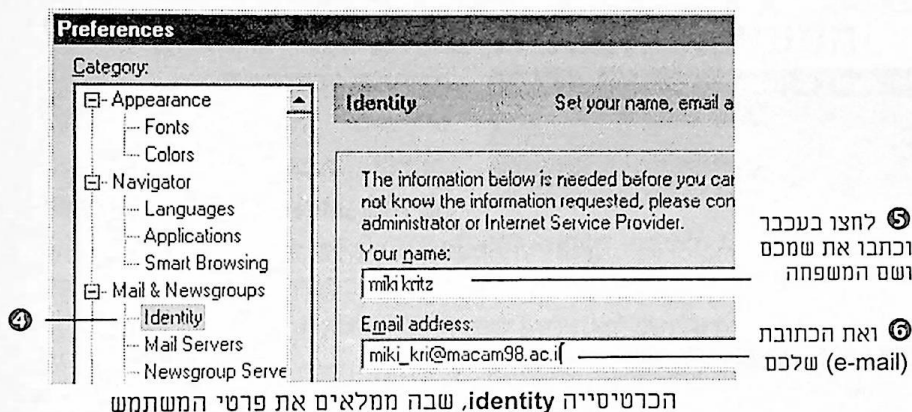 Preferences
Category:
Appearance
Fonts
Colors
Navigator
Languages
Applications
Smart Browsing
Mail & Newsgroups
Identity
Mail Servers
Newsgroup Serve
Identity Set your name, email a
The information below is needed before you car
not know the information requested, please con
administrator or Internet Service Provider.
Your name:
miki kritz
Email address:
miki_kri@macam98.ac.il
❹
❺ לחצו בעכבר
וכתבו את שמכם
ושם המשפחה
❻ ואת הכתובת
(e-mail) שלכם
הכרטיסייה identity, שבה ממלאים את פרטי המשתמש